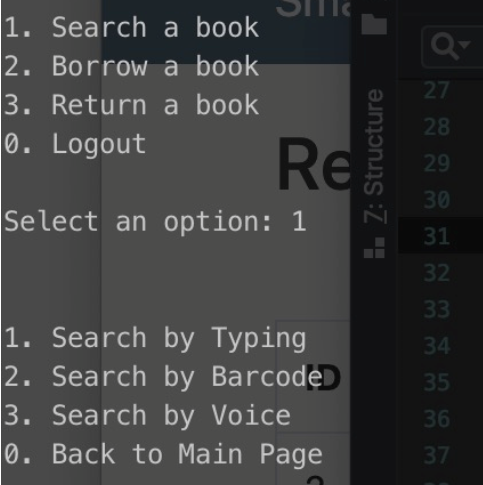 1. Search a book
2. Borrow a book
3. Return a book
0. Logout
Select an option: 1
1. Search by Typing
2. Search by Barcode
3. Search by Voice
0. Back to Main Page
Re
ID
Z: Structure
27
28
29
30
31
32
33
34
35
36
37